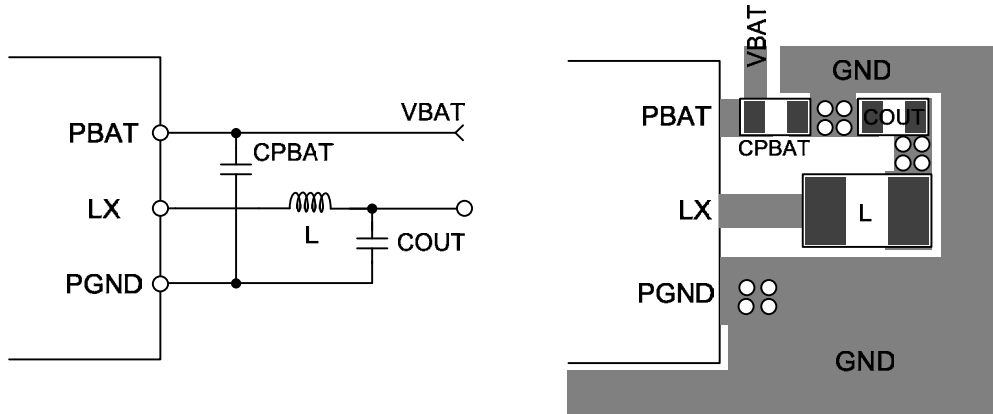 PBAT
VBAT
CPBAT
LX
L
COUT
PGND
VBAT
GND
PBAT
COUT
CPBAT
LX
L
PGND
GND